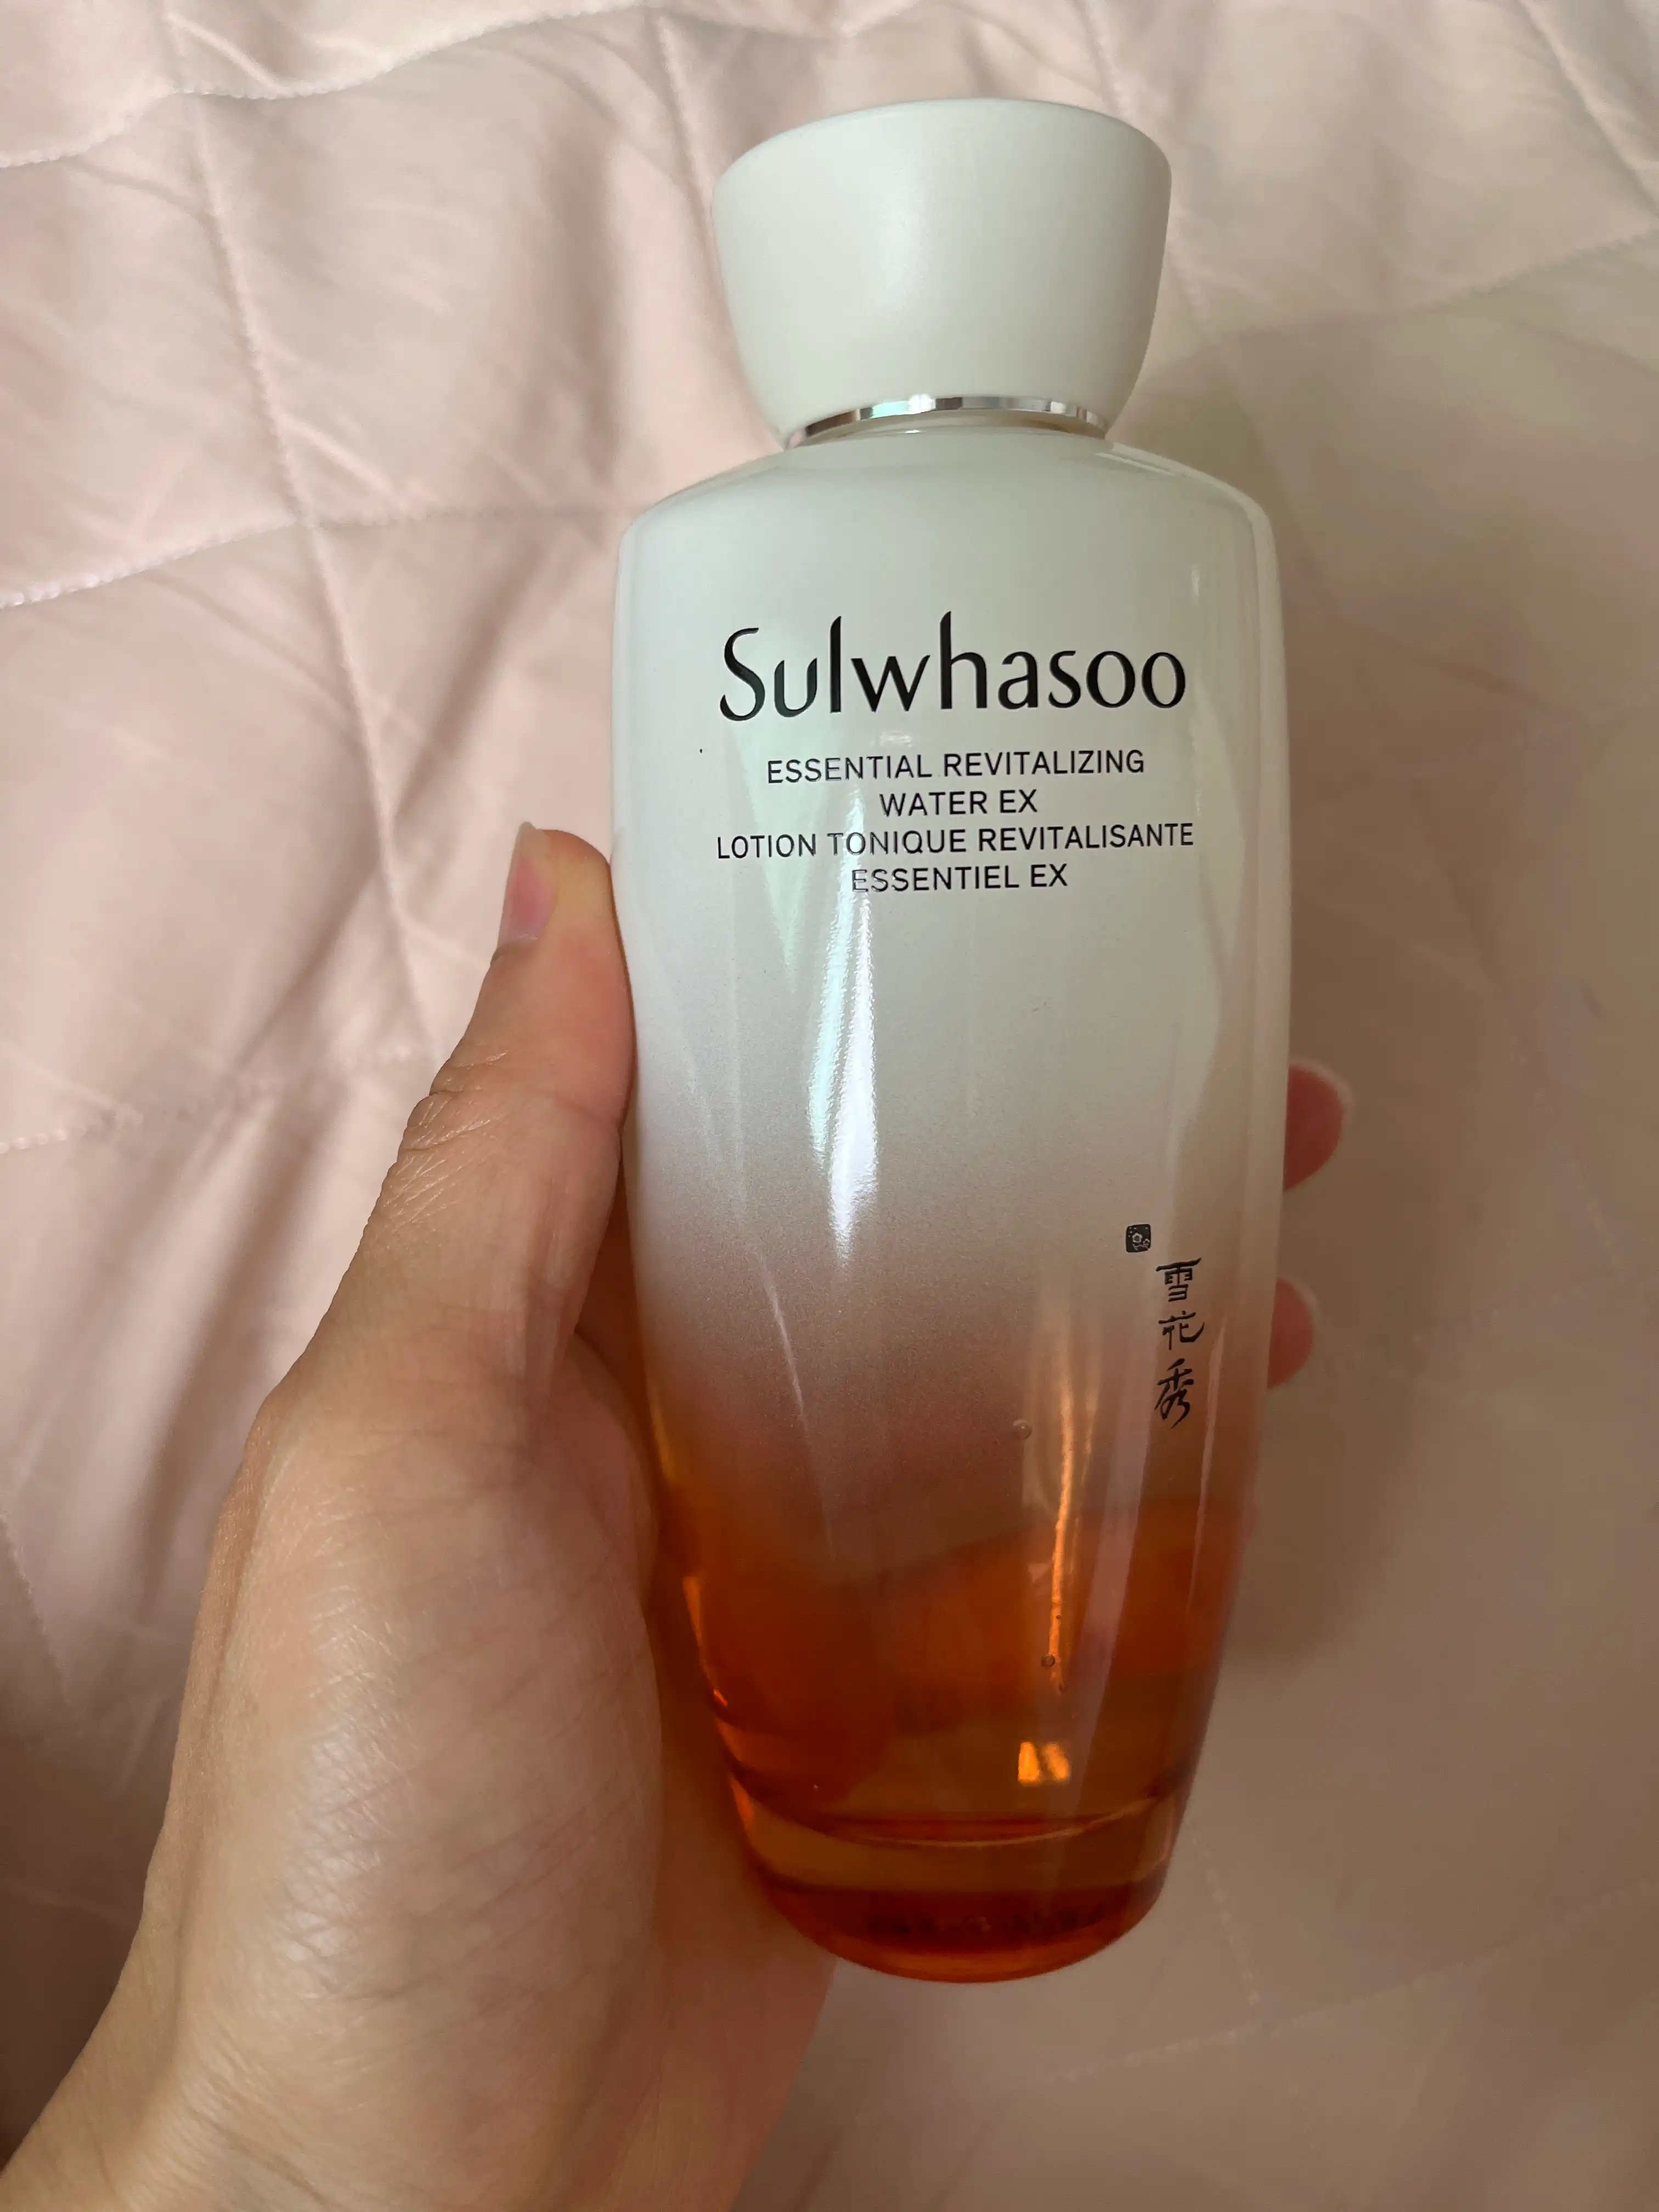 Sulwhasoo
ESSENTIAL REVITALIZING
WATER EX
LOTION TONIQUE REVITALISANTE
ESSENTIEL EX
雪花秀